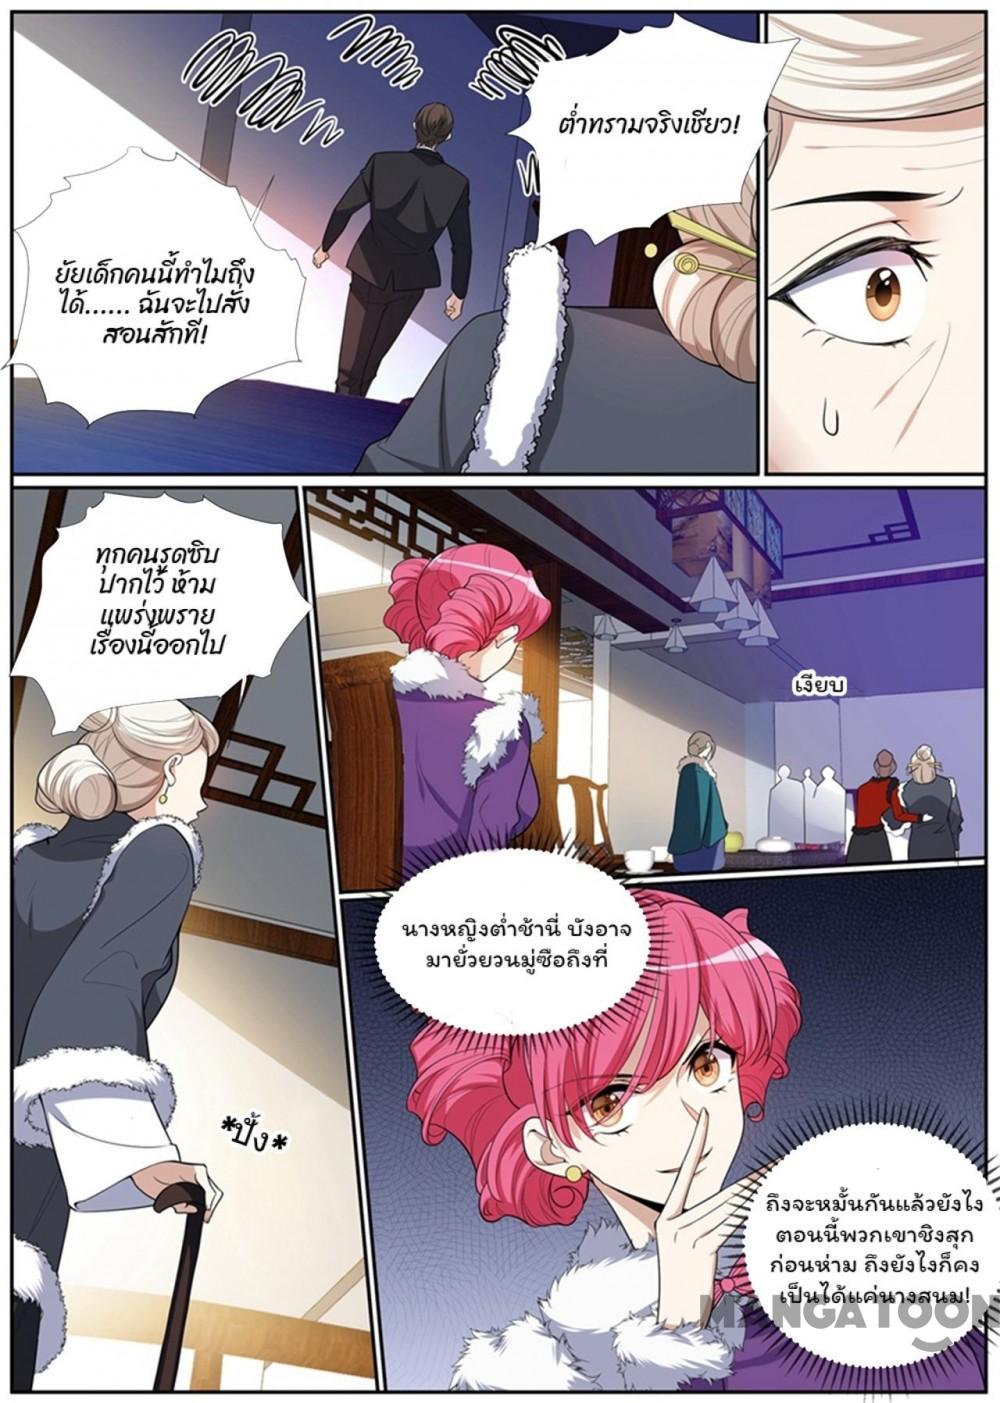 ต่ำทรามจริงเชียว!
ยัยเด็กคนนี้ทำไมถึง
ได้...... ฉันจะไปสั่ง
สอนสักที!
ทุกคนรูดซิบ
ปากไว้ ห้าม
แพร่งพราย
เรื่องนี้ออกไป
เงียบ
นางหญิงต่ำช้านี่ บังอาจ
มายั่วยวนมู่ซือถึงที่
*ปั้ง*
ถึงจะหมั้นกันแล้วยังไง
ตอนนี้พวกเขาชิงสุก
ก่อนห่าม ถึงยังไงก็คง
เป็นได้แค่นางสนม!
MANGATOON